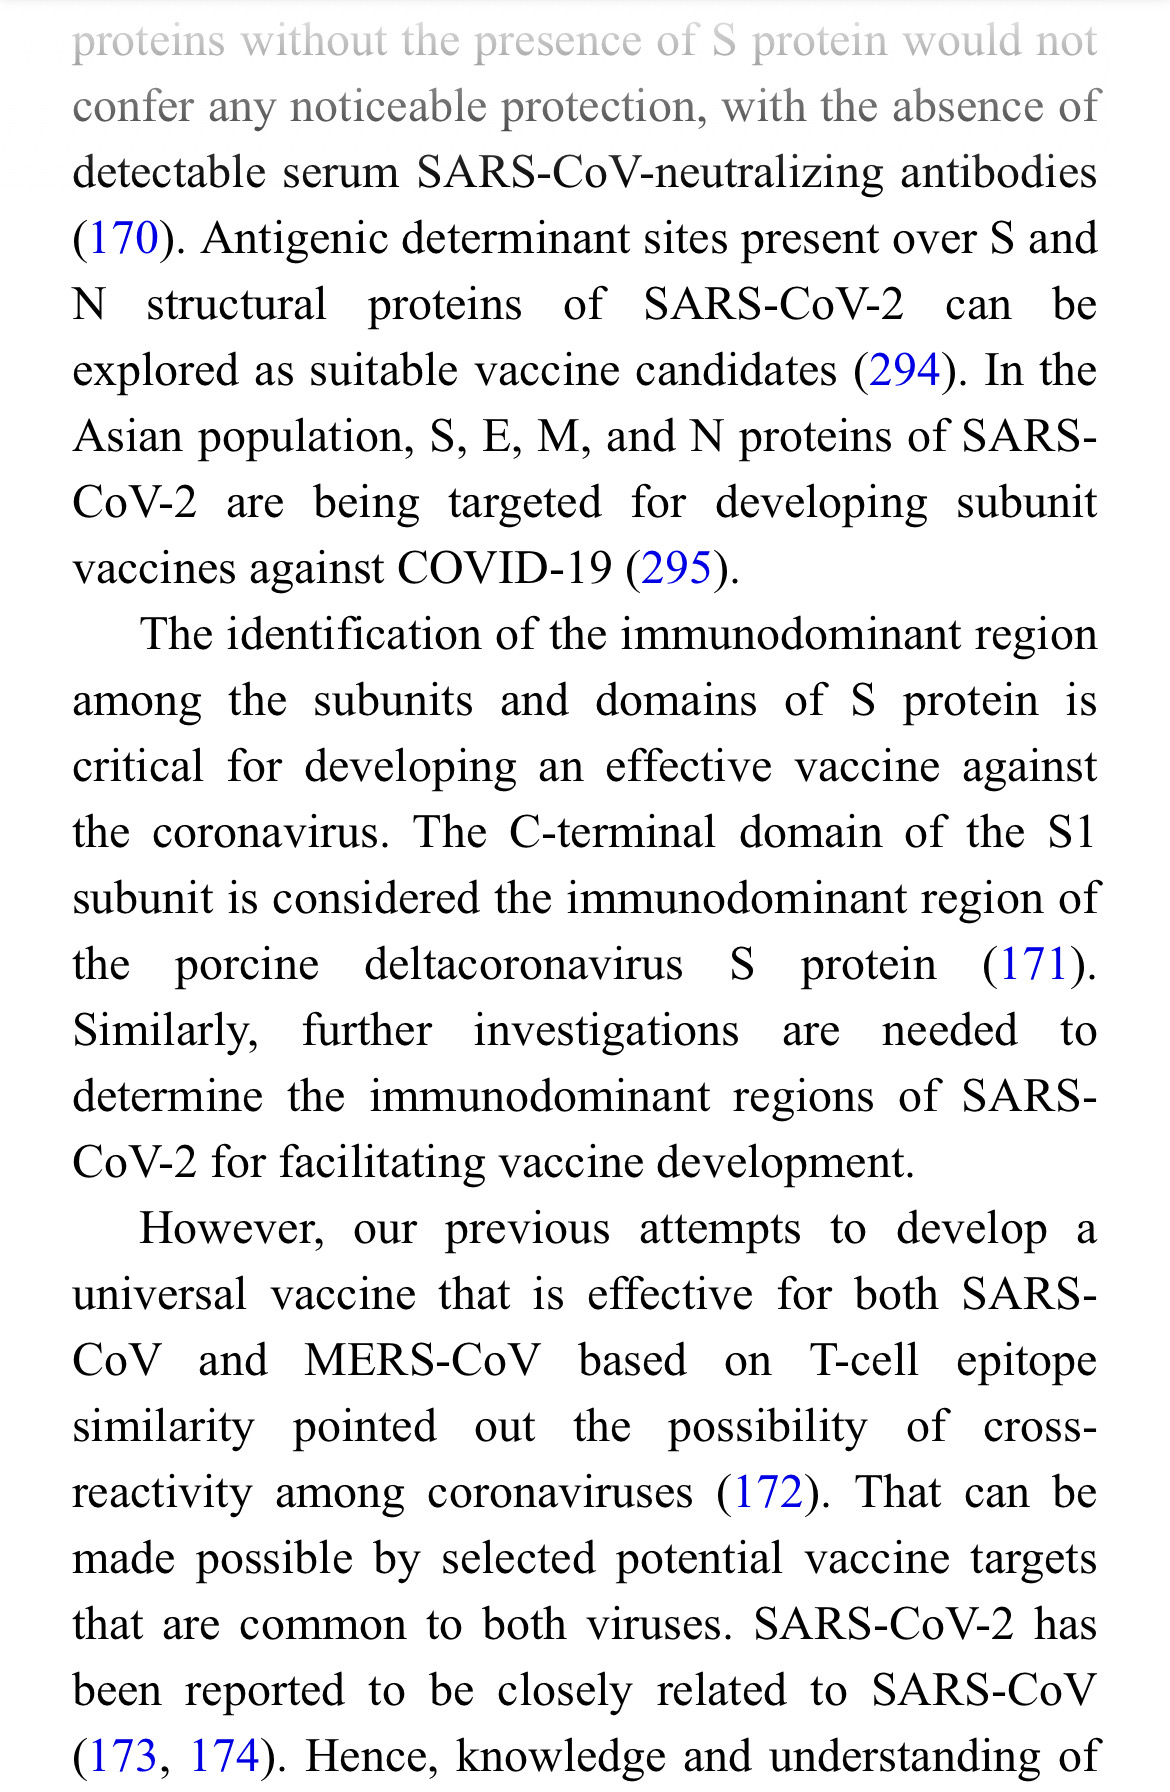 proteins without the presence of S protein would not
confer any noticeable protection, with the absence of
detectable serum SARS-CoV-neutralizing antibodies
(170). Antigenic determinant sites present over S and
N structural proteins of SARS-CoV-2 can be
explored as suitable vaccine candidates (294). In the
Asian population, S, E, M, and N proteins of SARS-
CoV-2 are being targeted for developing subunit
vaccines against COVID-19 (295).
The identification of the immunodominant region
among the subunits and domains of S protein is
critical for developing an effective vaccine against
the coronavirus. The C-terminal domain of the S1
subunit is considered the immunodominant region of
the porcine deltacoronavirus S protein (171).
Similarly, further investigations are needed to
determine the immunodominant regions of SARS-
CoV-2 for facilitating vaccine development.
However, our previous attempts to develop a
universal vaccine that is effective for both SARS-
CoV and MERS-CoV based on T-cell epitope
similarity pointed out the possibility of cross-
reactivity among coronaviruses (172). That can be
made possible by selected potential vaccine targets
that are common to both viruses. SARS-CoV-2 has
been reported to be closely related to SARS-CoV
(173, 174). Hence, knowledge and understanding of